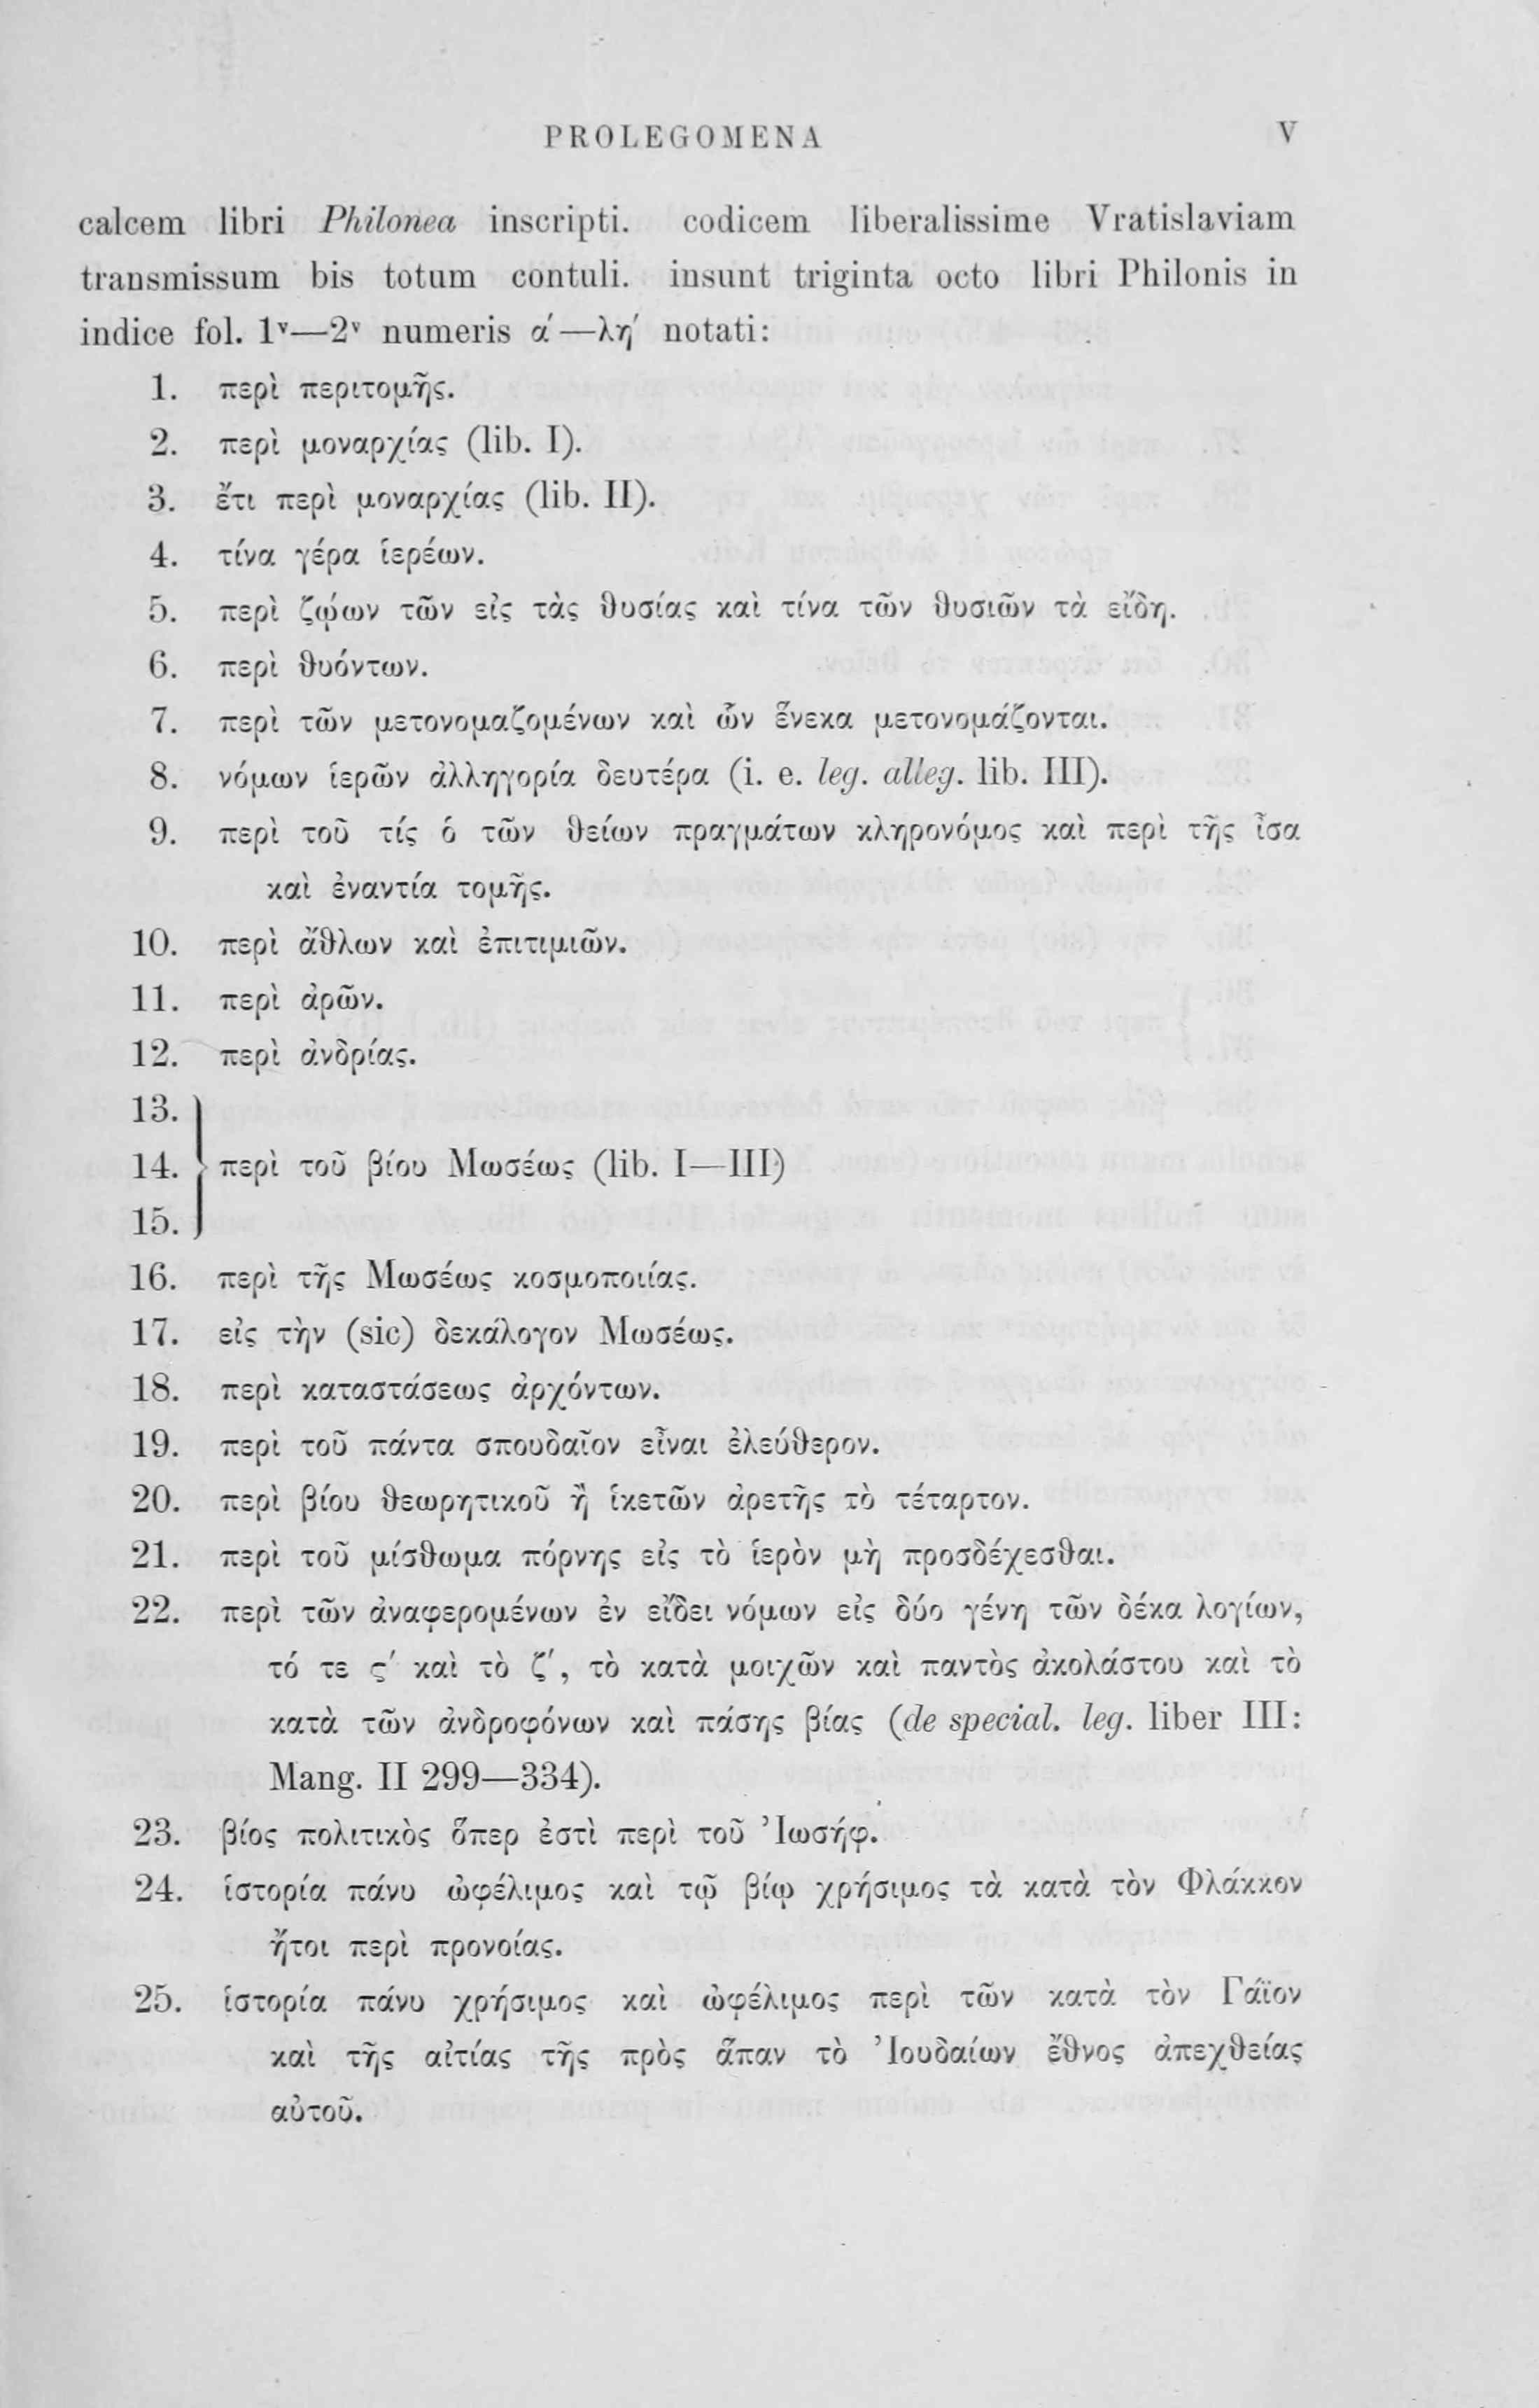 PROLEGOMENA V
calcem libri Philonea inscripti. codicem liberalissime Vratislaviam
transmissum bis totum contuli. insunt triginta octo libri Philonis in
indice fol. 1ᵛ—2ᵛ numeris α΄—λη΄ notati:
1. περὶ περιτομῆς.
2. περὶ μοναρχίας (lib. I).
3. ἔτι περὶ μοναρχίας (lib. II).
4. τίνα γέρα ἱερέων.
5. περὶ ζῴων τῶν εἰς τὰς θυσίας καὶ τίνα τῶν θυσιῶν τὰ εἴδη.
6. περὶ θυόντων.
7. περὶ τῶν μετονομαζομένων καὶ ὧν ἕνεκα μετονομάζονται.
8. νόμων ἱερῶν ἀλληγορία δευτέρα (i. e. leg. alleg. lib. III).
9. περὶ τοῦ τίς ὁ τῶν θείων πραγμάτων κληρονόμος καὶ περὶ τῆς ἶσα
καὶ ἐναντία τομῆς.
10. περὶ ἄθλων καὶ ἐπιτιμιῶν.
11. περὶ ἀρῶν.
12. περὶ ἀνδρίας.
13.
14. περὶ τοῦ βίου Μωσέως (lib. I—III)
15.
16. περὶ τῆς Μωσέως κοσμοποιίας.
17. εἰς τὴν (sic) δεκάλογον Μωσέως.
18. περὶ καταστάσεως ἀρχόντων.
19. περὶ τοῦ πάντα σπουδαῖον εἶναι ἐλεύθερον.
20. περὶ βίου θεωρητικοῦ ἢ ἱκετῶν ἀρετῆς τὸ τέταρτον.
21. περὶ τοῦ μίσθωμα πόρνης εἰς τὸ ἱερὸν μὴ προσδέχεσθαι.
22. περὶ τῶν ἀναφερομένων ἐν εἴδει νόμων εἰς δύο γένη τῶν δέκα λογίων,
τό τε ς΄ καὶ τὸ ζ΄, τὸ κατὰ μοιχῶν καὶ παντὸς ἀκολάστου καὶ τὸ
κατὰ τῶν ἀνδροφόνων καὶ πάσης βίας (de special. leg. liber III:
Mang. II 299—334).
23. βίος πολιτικὸς ὅπερ ἐστὶ περὶ τοῦ Ἰωσήφ.
24. ἱστορία πάνυ ὠφέλιμος καὶ τῷ βίῳ χρήσιμος τὰ κατὰ τὸν Φλάκκον
ἤτοι περὶ προνοίας.
25. ἱστορία πάνυ χρήσιμος καὶ ὠφέλιμος περὶ τῶν κατὰ τὸν Γάϊον
καὶ τῆς αἰτίας τῆς πρὸς ἅπαν τὸ Ἰουδαίων ἔθνος ἀπεχθείας
αὐτοῦ.